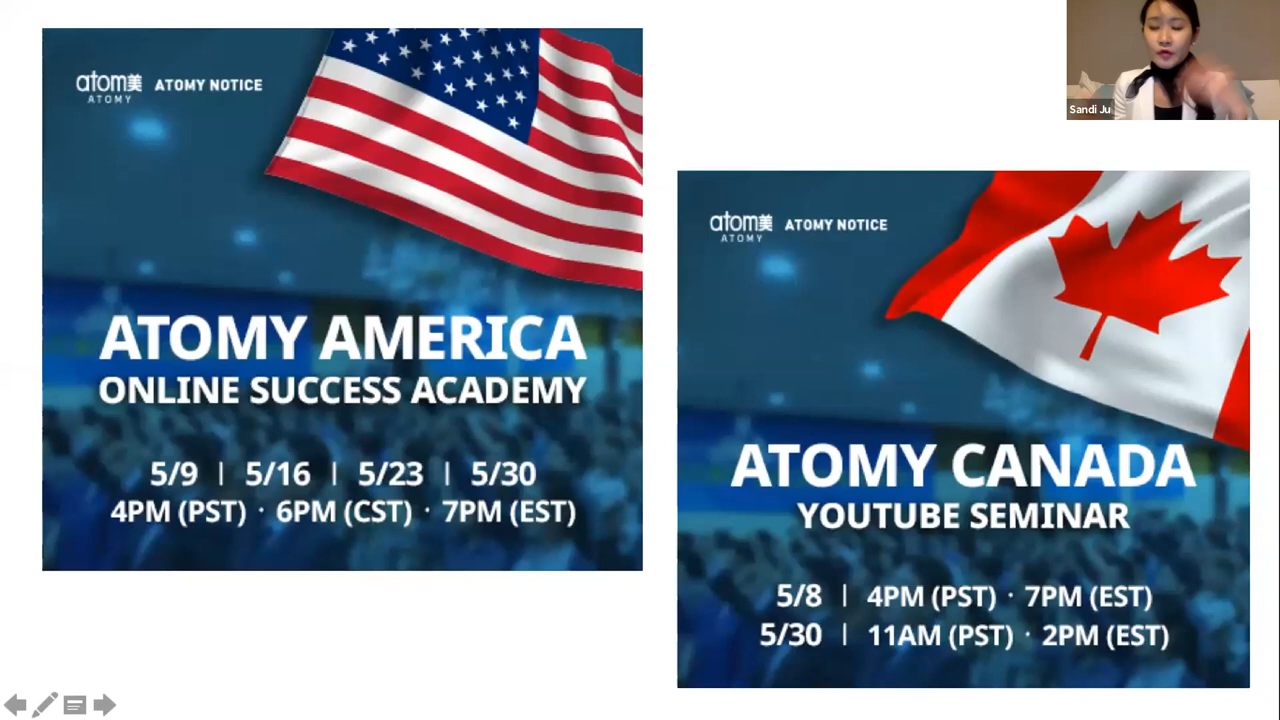 atom美 ATOMY NOTICE
ATOMY
ATOMY AMERICA
ONLINE SUCCESS ACADEMY
5/9 | 5/16 | 5/23 | 5/30
4PM (PST) · 6PM (CST) · 7PM (EST)
Sandi Ju
atom美 ATOMY NOTICE
ATOMY
ATOMY CANADA
YOUTUBE SEMINAR
5/8 | 4PM (PST) · 7PM (EST)
5/30 | 11AM (PST) · 2PM (EST)